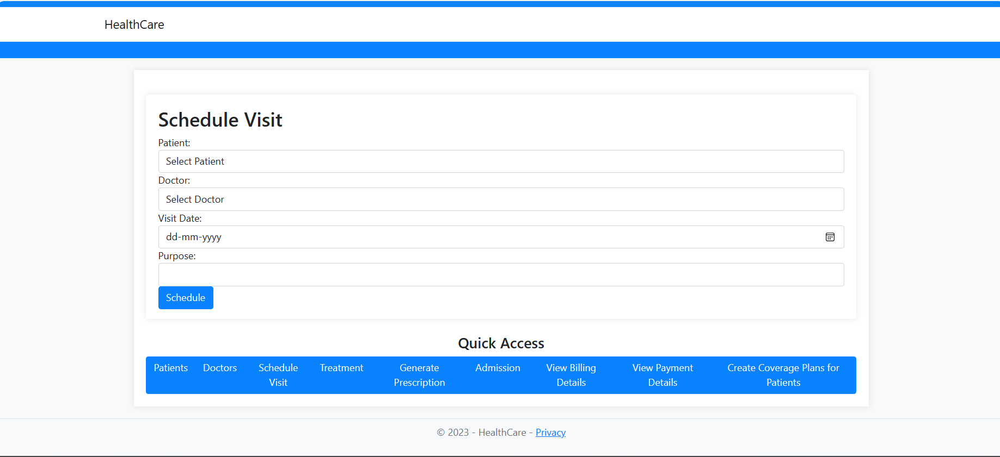 HealthCare
Schedule Visit
Patient:
Select Patient
Doctor:
Select Doctor
Visit Date:
dd-mm-yyyy
Purpose:
Schedule
Quick Access
Patients
Doctors
Schedule
Visit
Treatment
Generate
Prescription
Admission
View Billing
Details
View Payment
Details
Create Coverage Plans for
Patients
© 2023 - HealthCare - Privacy